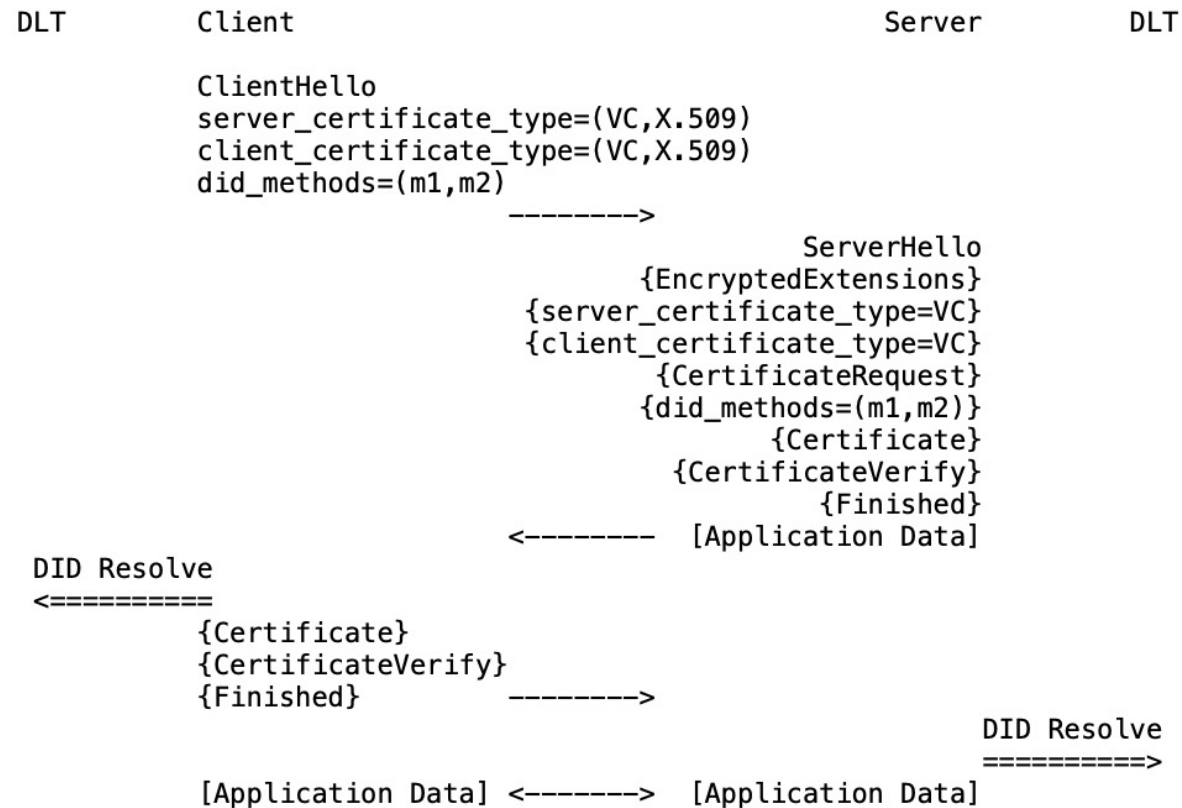 DLT Client Server DLT
ClientHello
server_certificate_type=(VC,X.509)
client_certificate_type=(VC,X.509)
did_methods=(m1,m2)
-------->
ServerHello
{EncryptedExtensions}
{server_certificate_type=VC}
{client_certificate_type=VC}
{CertificateRequest}
{did_methods=(m1,m2)}
{Certificate}
{CertificateVerify}
{Finished}
<-------- [Application Data]
DID Resolve
<==========
{Certificate}
{CertificateVerify}
{Finished} -------->
DID Resolve
==========>
[Application Data] <-------> [Application Data]